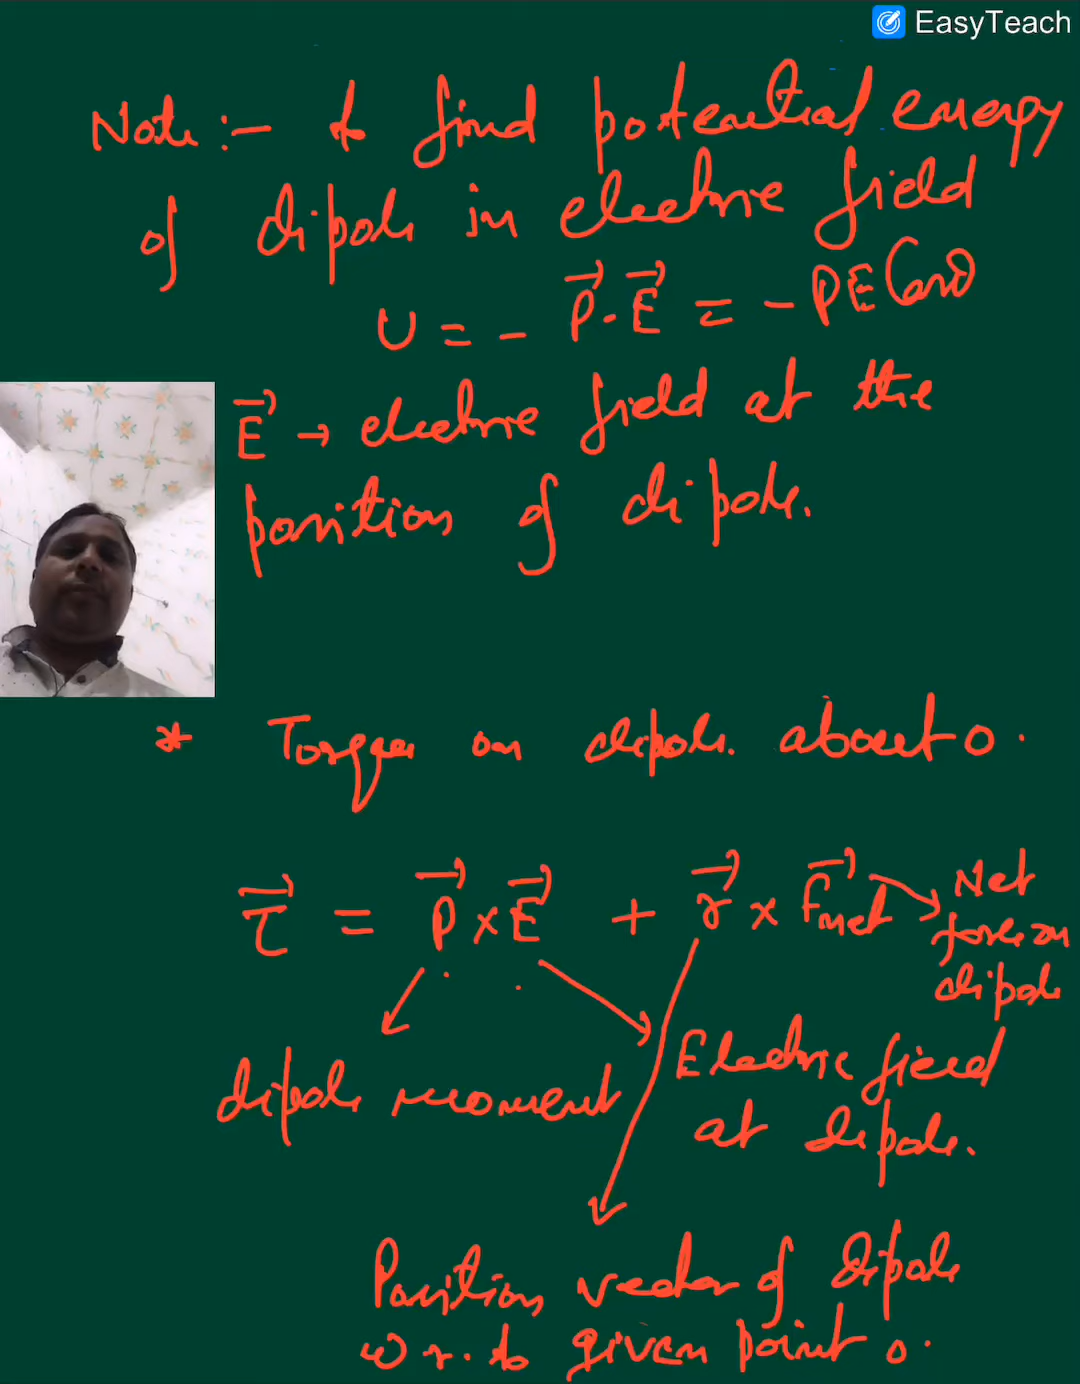 EasyTeach
Note :- to find potential energy
of dipole in electric field
U = - P⃗.E⃗ = - PE Cosθ
E⃗ → electric field at the
position of dipole.
* Torque on dipole about o.
τ⃗ = P⃗ × E⃗ + r⃗ × F⃗net → Net
force on
dipole
Electric field
dipole moment
at dipole.
Position vector of dipole
w r. to given point o.